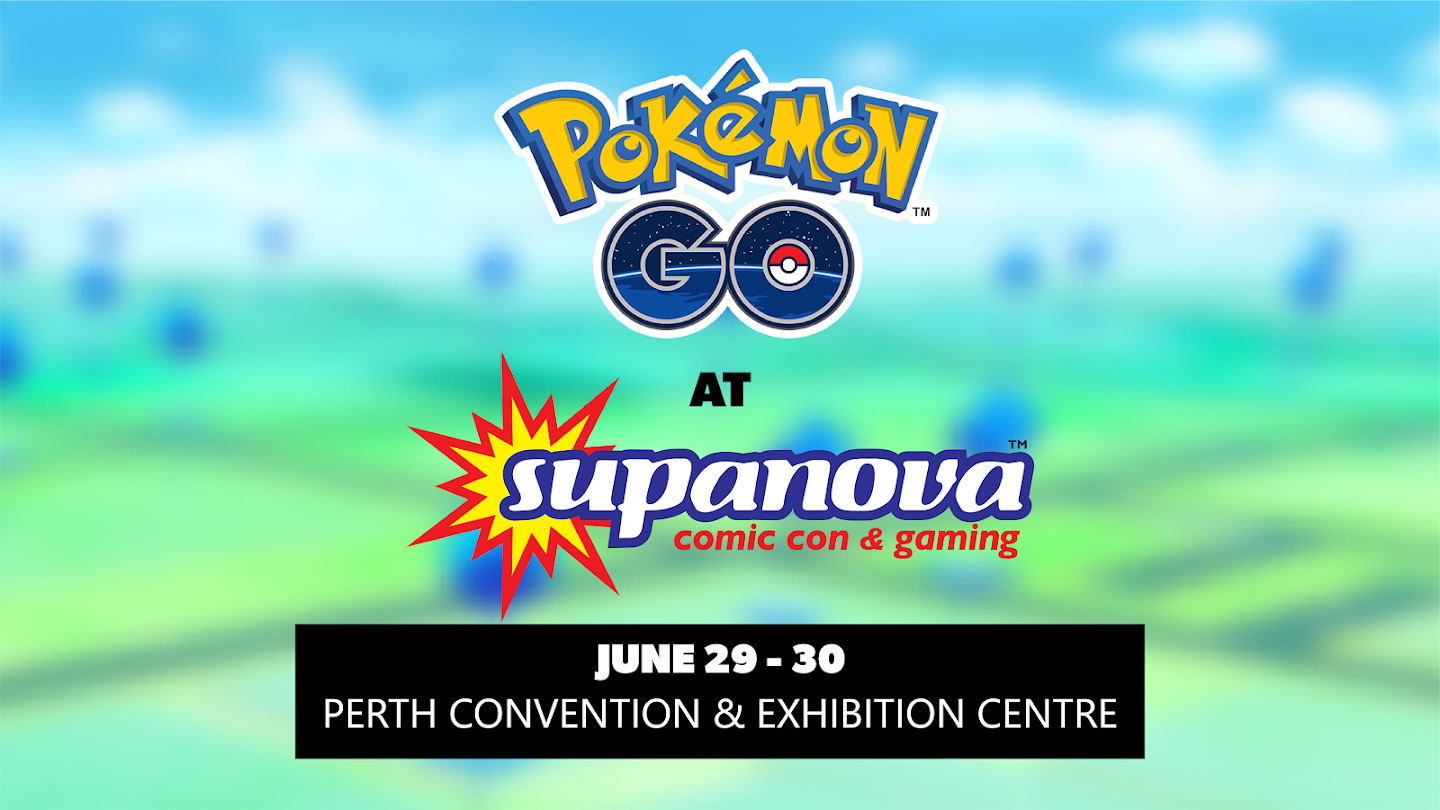 POKÉMON
GO
TM
AT
supanova
TM
comic con & gaming
JUNE 29 - 30
PERTH CONVENTION & EXHIBITION CENTRE